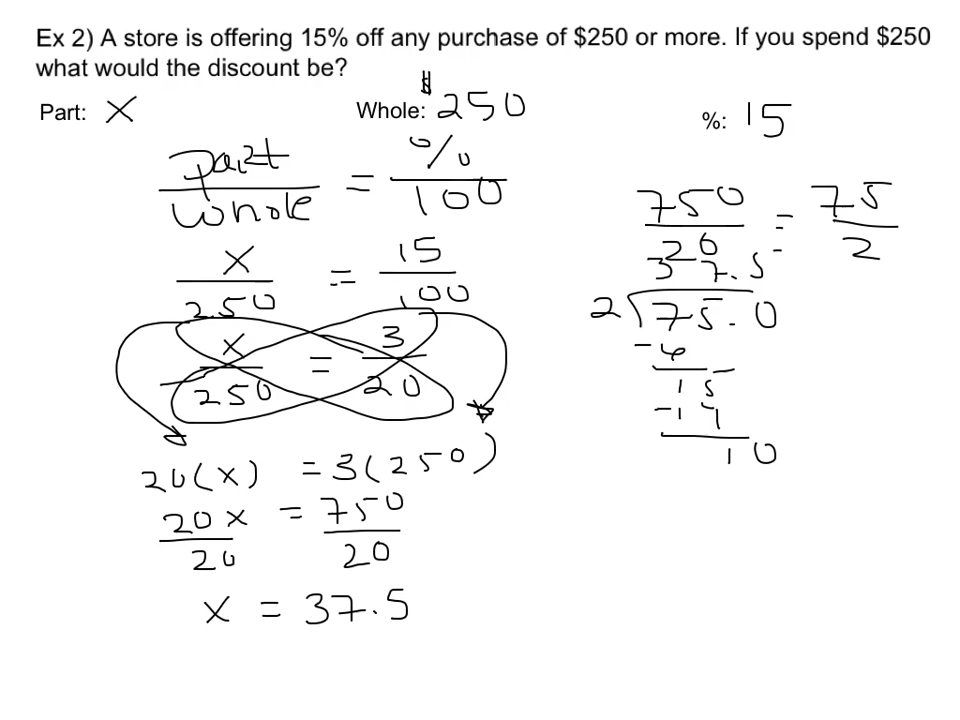 Ex 2) A store is offering 15% off any purchase of $250 or more. If you spend $250
what would the discount be?
Part: X Whole: $250 %: 15
part/whole = %/100
x/250 = 15/100
x/250 = 3/20
20(x) = 3(250)
20x/20 = 750/20
x = 37.5
750/20 = 75/2
37.5
2)75.0
-6
15
-14
10